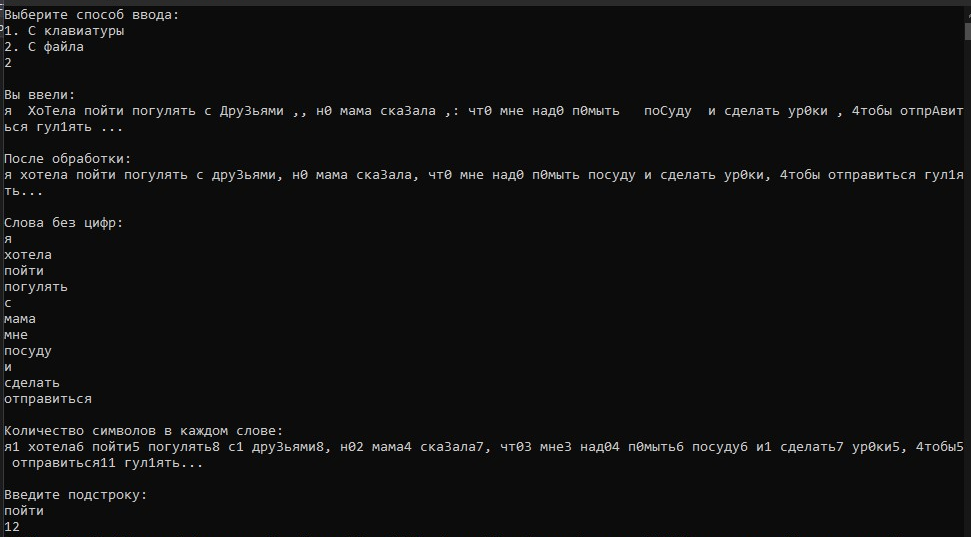 Выберите способ ввода:
1. С клавиатуры
2. С файла
2
Вы ввели:
я  ХоТела пойти погулять с Дру3ьями ,, н0 мама ска3ала ,: чт0 мне над0 п0мыть   поСуду  и сделать ур0ки , 4тобы отпрАвит
ься гул1ять ...
После обработки:
я хотела пойти погулять с дру3ьями, н0 мама ска3ала, чт0 мне над0 п0мыть посуду и сделать ур0ки, 4тобы отправиться гул1я
ть...
Слова без цифр:
я
хотела
пойти
погулять
с
мама
мне
посуду
и
сделать
отправиться
Количество символов в каждом слове:
я1 хотела6 пойти5 погулять8 с1 дру3ьями8, н02 мама4 ска3ала7, чт03 мне3 над04 п0мыть6 посуду6 и1 сделать7 ур0ки5, 4тобы5
 отправиться11 гул1ять...
Введите подстроку:
пойти
12